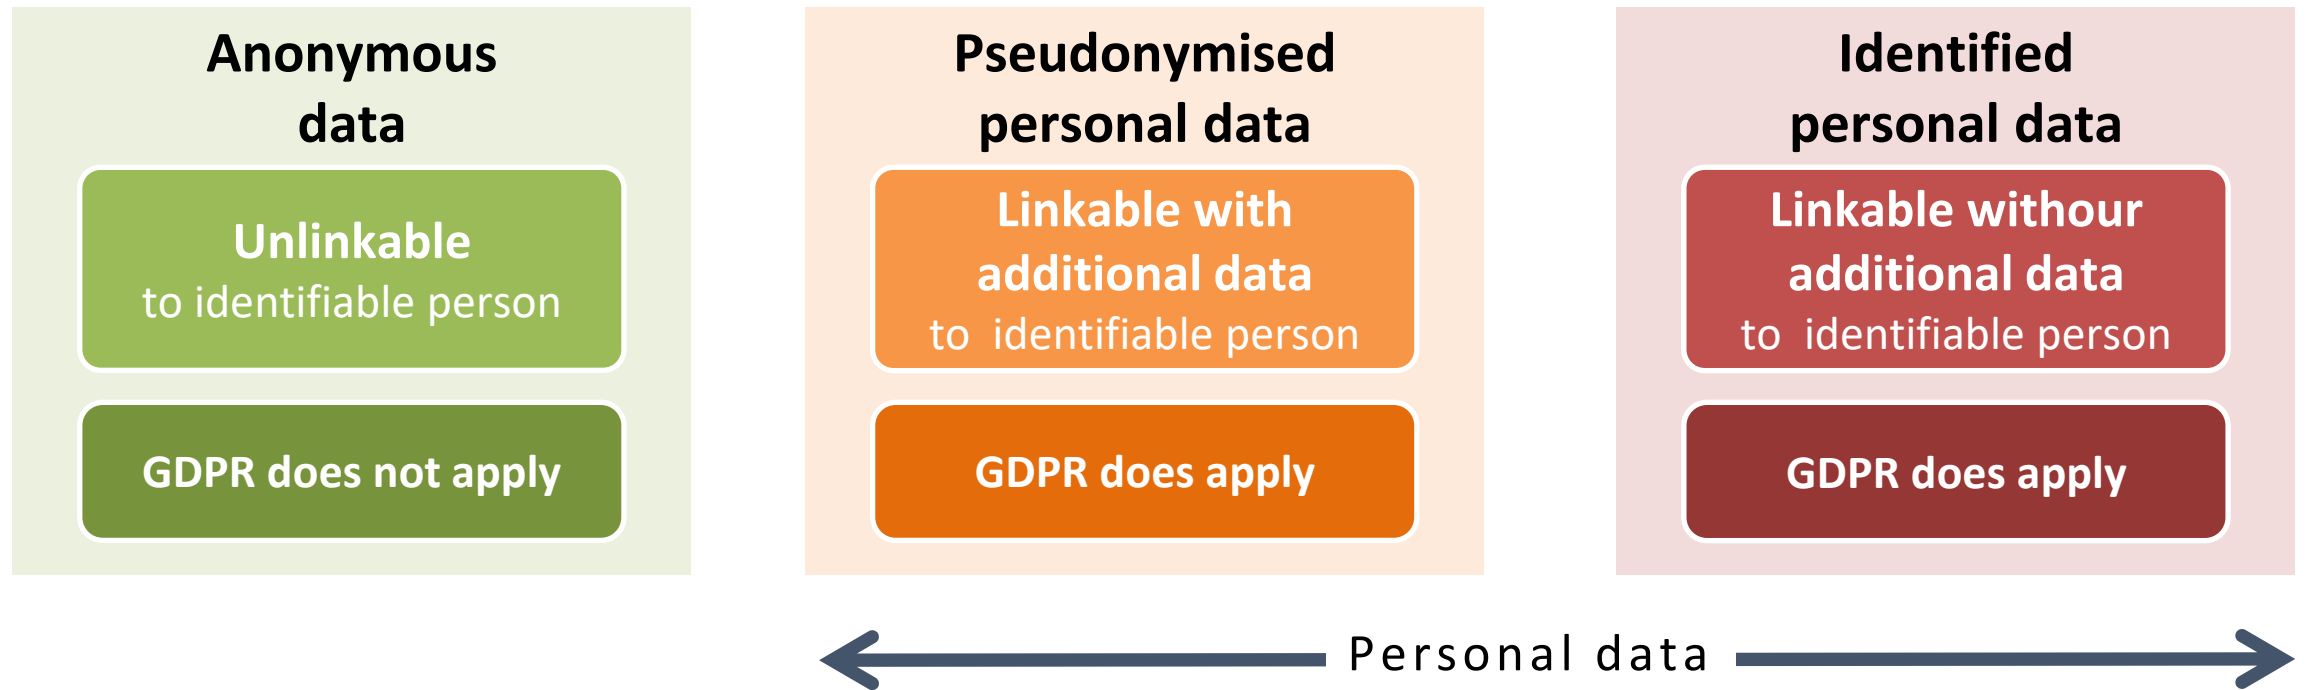 Anonymous
data
Unlinkable
to identifiable person
GDPR does not apply
Pseudonymised
personal data
Linkable with
additional data
to identifiable person
GDPR does apply
Identified
personal data
Linkable withour
additional data
to identifiable person
GDPR does apply
Personal data